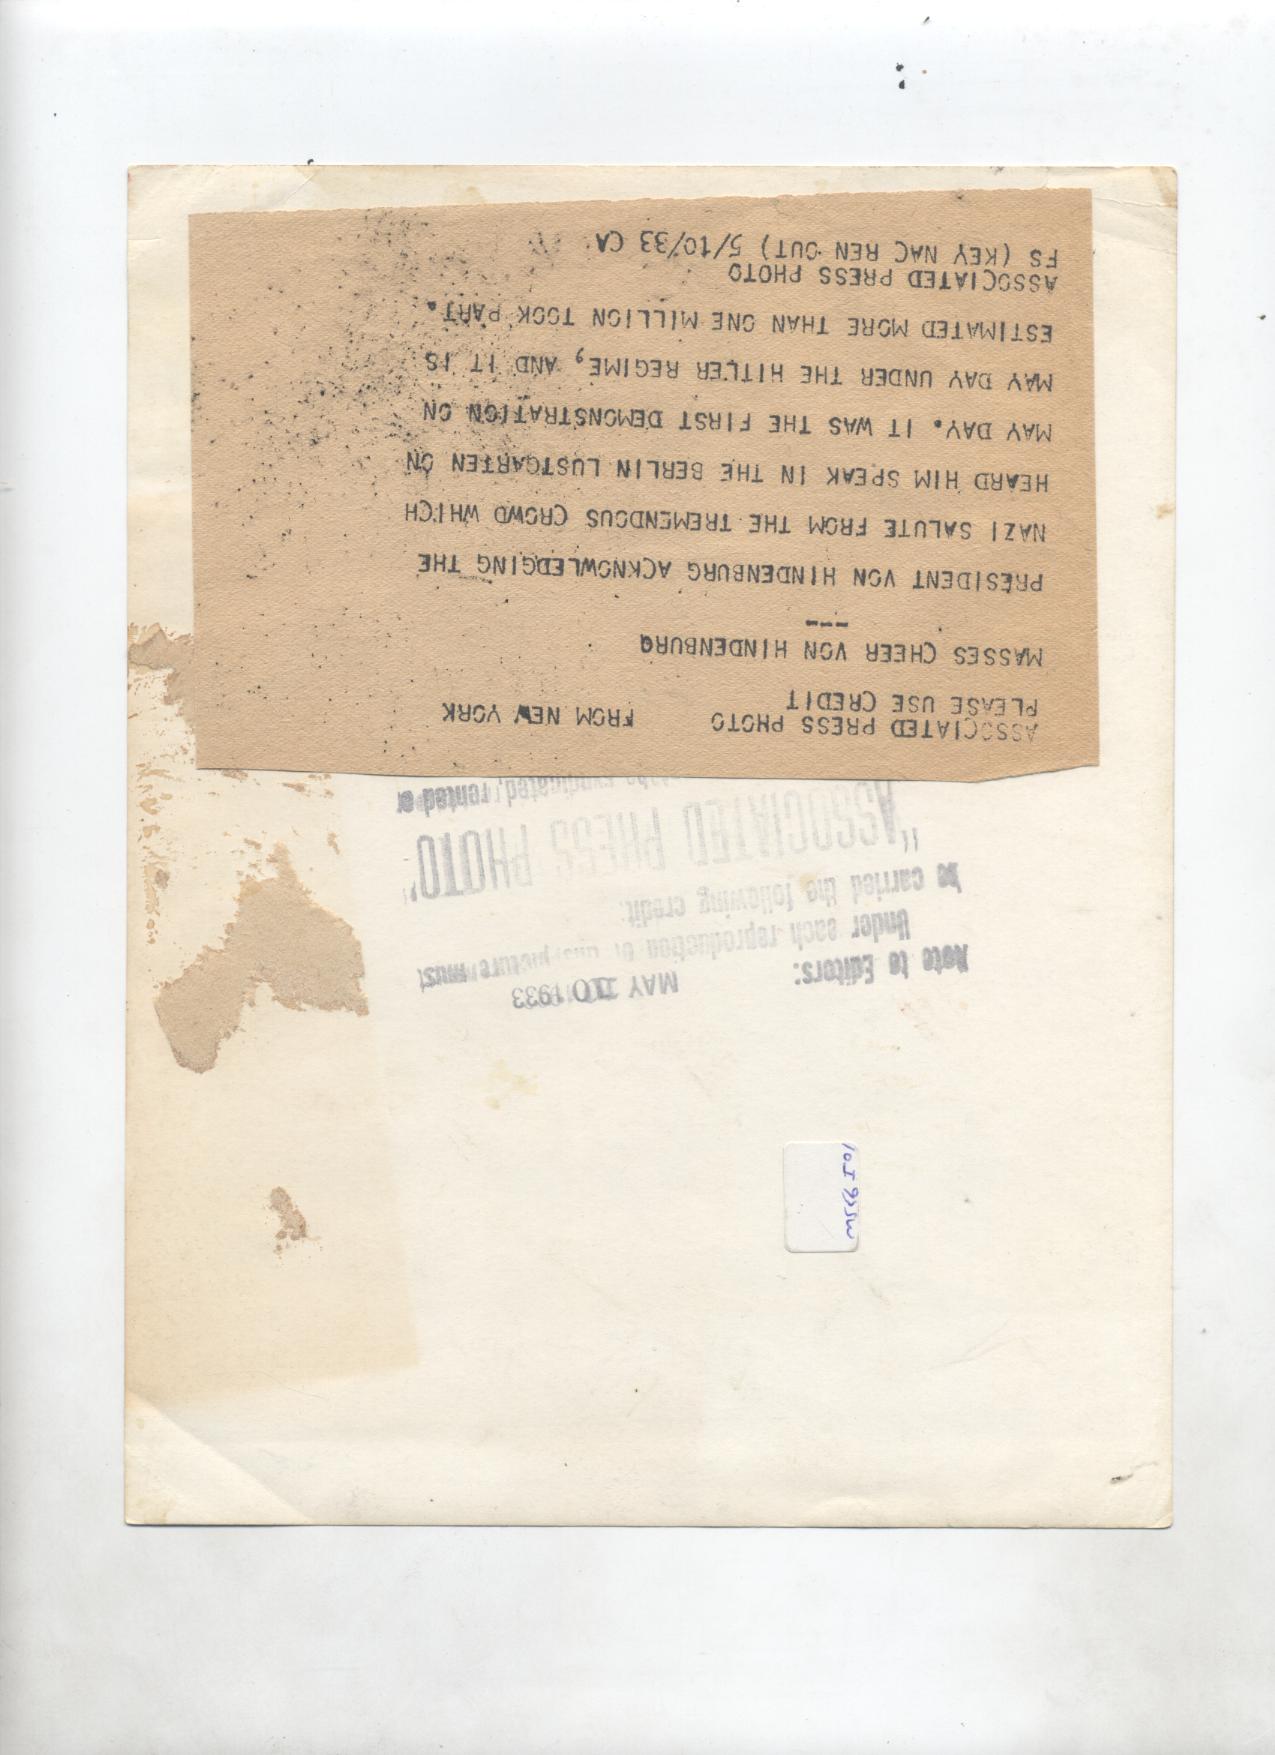 ASSOCIATED PRESS PHOTO FROM NEW YORK
PLEASE USE CREDIT
MASSES CHEER VON HINDENBURG
---
PRESIDENT VON HINDENBURG ACKNOWLEDGING THE
NAZI SALUTE FROM THE TREMENDOUS CROWD WHICH
HEARD HIM SPEAK IN THE BERLIN LUSTGARTEN ON
MAY DAY. IT WAS THE FIRST DEMONSTRATION ON
MAY DAY UNDER THE HITLER REGIME, AND IT IS
ESTIMATED MORE THAN ONE MILLION TOOK PART.
ASSOCIATED PRESS PHOTO
FS (KEY NAC REN OUT) 5/10/33 CA
MAY 10 1933
Note to Editors:
Under each reproduction of this picture must
be carried the following credit:
"ASSOCIATED PRESS PHOTO"
syndicated, rented or